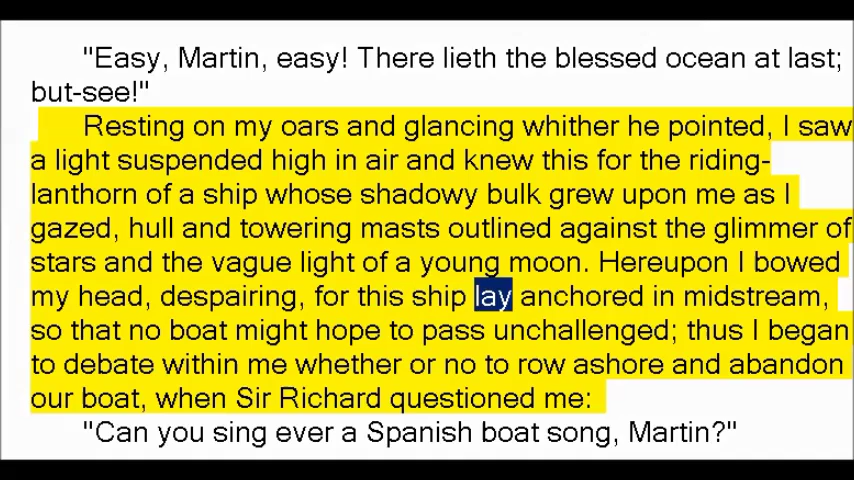 "Easy, Martin, easy! There lieth the blessed ocean at last;
but-see!"
Resting on my oars and glancing whither he pointed, I saw
a light suspended high in air and knew this for the riding-
lanthorn of a ship whose shadowy bulk grew upon me as I
gazed, hull and towering masts outlined against the glimmer of
stars and the vague light of a young moon. Hereupon I bowed
my head, despairing, for this ship lay anchored in midstream,
so that no boat might hope to pass unchallenged; thus I began
to debate within me whether or no to row ashore and abandon
our boat, when Sir Richard questioned me:
"Can you sing ever a Spanish boat song, Martin?"